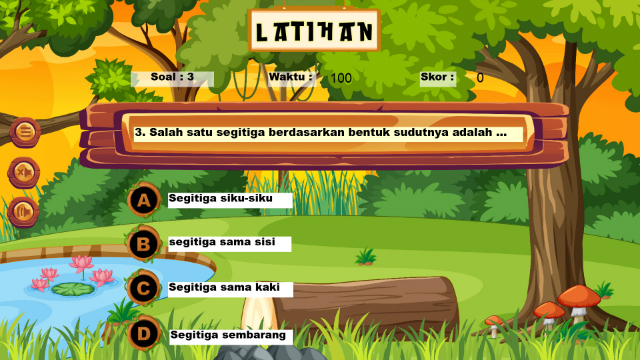 LATIHAN
Soal : 3 Waktu : 100 Skor : 0
3. Salah satu segitiga berdasarkan bentuk sudutnya adalah ...
A Segitiga siku-siku
B segitiga sama sisi
C Segitiga sama kaki
D Segitiga sembarang